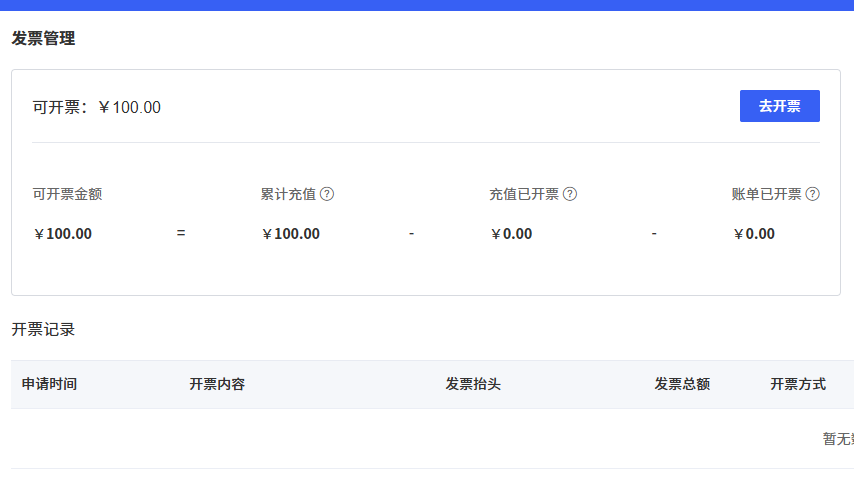 发票管理
可开票：￥100.00
去开票
可开票金额 累计充值 ? 充值已开票 ? 账单已开票 ?
￥100.00 = ￥100.00 - ￥0.00 - ￥0.00
开票记录
申请时间 开票内容 发票抬头 发票总额 开票方式
暂无